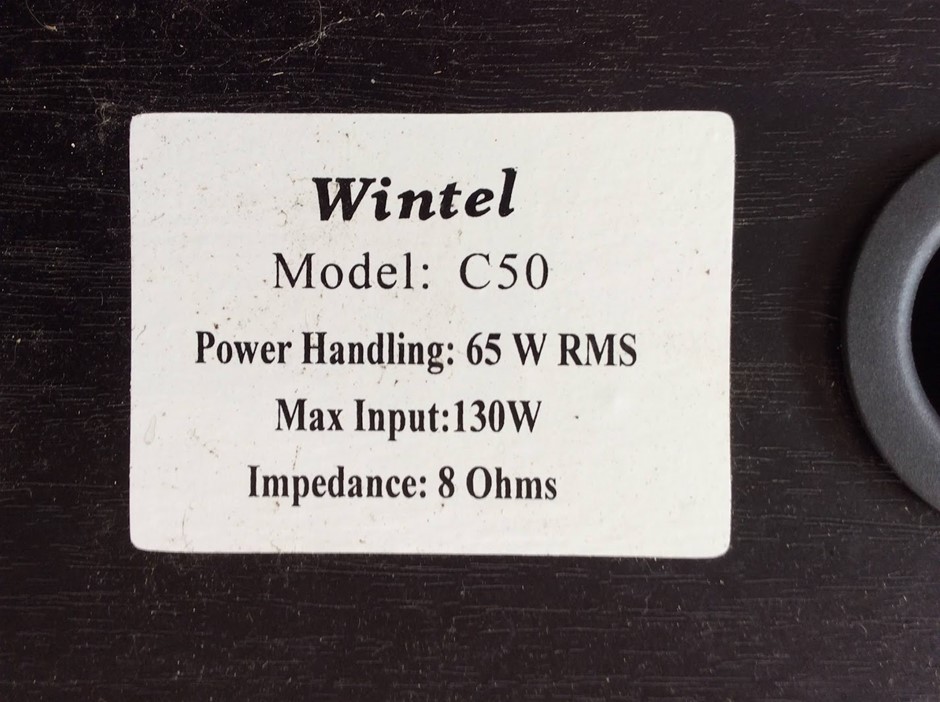 Wintel
Model: C50
Power Handling: 65 W RMS
Max Input:130W
Impedance: 8 Ohms